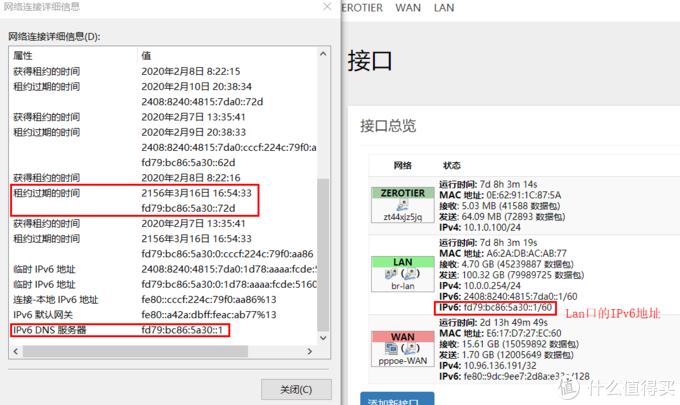 网络连接详细信息
网络连接详细信息(D):
属性 值
获得租约的时间 2020年2月8日 8:22:15
租约过期的时间 2020年2月10日 20:38:34
2408:8240:4815:7da0::72d
获得租约的时间 2020年2月7日 13:35:41
租约过期的时间 2020年2月9日 20:38:33
2408:8240:4815:7da0:cccf:224c:79f0:a
fd79:bc86:5a30::62d
获得租约的时间 2020年2月8日 8:22:16
租约过期的时间 2156年3月16日 16:54:33
fd79:bc86:5a30::72d
获得租约的时间 2020年2月7日 13:35:41
租约过期的时间 2156年3月16日 16:54:33
fd79:bc86:5a30:0:cccf:224c:79f0:aa86
临时 IPv6 地址 2408:8240:4815:7da0:1d78:aaaa:fcde:5
临时 IPv6 地址 fd79:bc86:5a30:0:1d78:aaaa:fcde:5160
连接-本地 IPv6 地址 fe80::cccf:224c:79f0:aa86%13
IPv6 默认网关 fe80::a42a:dbff:feac:ab77%13
IPv6 DNS 服务器 fd79:bc86:5a30::1
关闭(C)
ZEROTIER WAN LAN
接口
接口总览
网络 状态
ZEROTIER
zt44xjz5jq
运行时间: 7d 8h 3m 14s
MAC 地址: 0E:62:91:1C:87:5A
接收: 5.03 MB (41588 数据包)
发送: 64.09 MB (72893 数据包)
IPv4: 10.1.0.100/24
LAN
br-lan
运行时间: 7d 8h 3m 19s
MAC 地址: A6:2A:DB:AC:AB:77
接收: 4.70 GB (45239887 数据包)
发送: 100.32 GB (79989725 数据包)
IPv4: 10.0.0.254/24
IPv6: 2408:8240:4815:7da0::1/60
IPv6: fd79:bc86:5a30::1/60
Lan口的IPv6地址
WAN
pppoe-WAN
运行时间: 2d 13h 49m 49s
MAC 地址: E6:17:D7:27:EC:60
接收: 15.61 GB (15059892 数据包)
发送: 1.70 GB (12005649 数据包)
IPv4: 10.96.136.191/32
IPv6: fe80::9dc:9ee7:2d8a:e33a/128
添加新接口
值 什么值得买